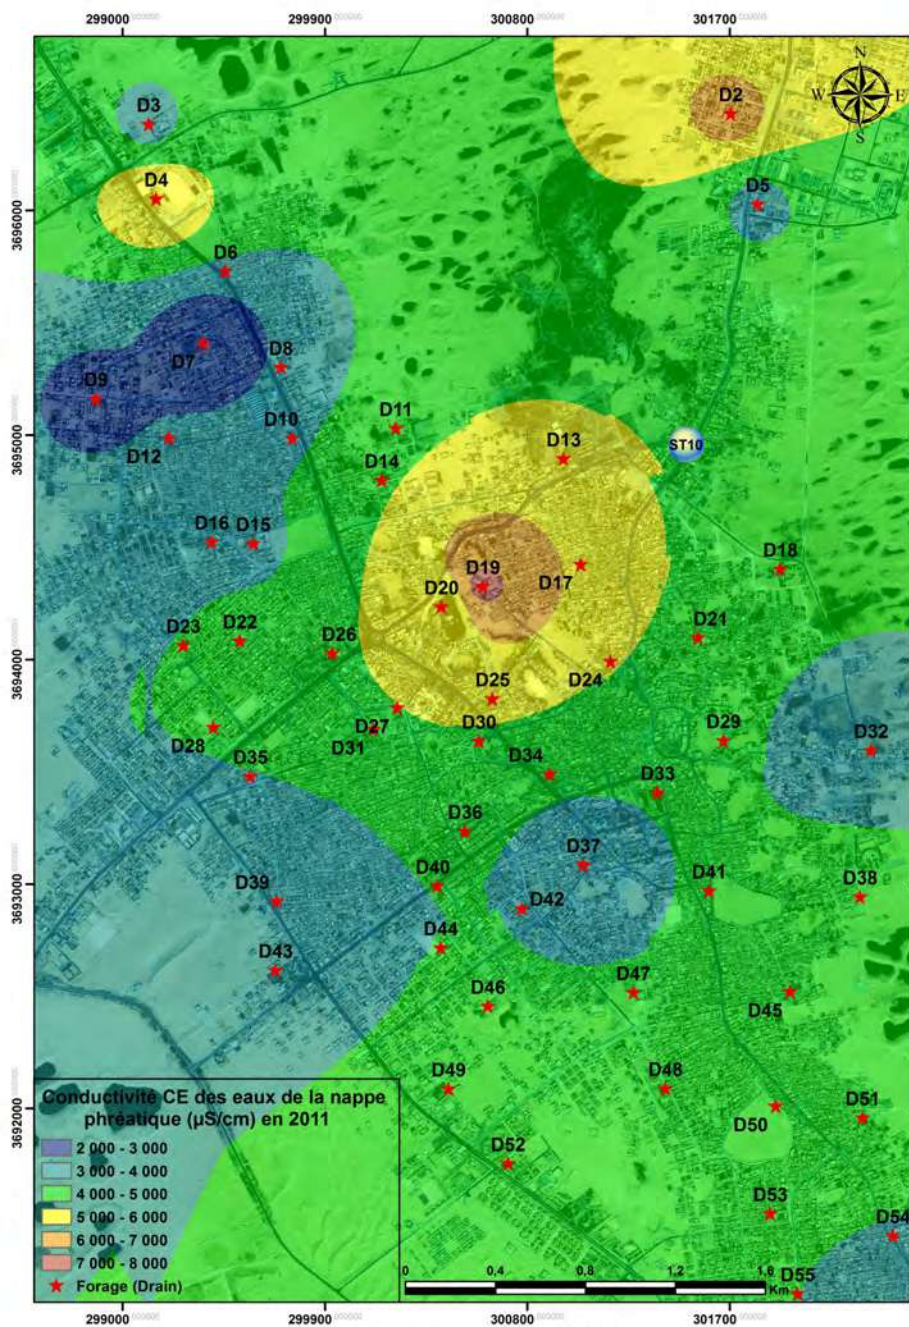 299000 299900 300800 301700
N
W E
S
D3
D2
D4
D5
3696000
D6
D7
D8
D9
D10
D11
D12
D13
3695000
ST10
D14
D16 D15
D18
D19
D17
D20
D21
D23 D22
D26
3694000
D24
D25
D27
D30
D29
D28
D31
D32
D35
D34
D33
D36
D37
D40
D41
D38
3693000
D39
D42
D44
D43
D47
D46
D45
D49
D48
D51
D50
3692000
D52
D53
D54
D55
Conductivité CE des eaux de la nappe
phréatique (µS/cm) en 2011
2 000 - 3 000
3 000 - 4 000
4 000 - 5 000
5 000 - 6 000
6 000 - 7 000
7 000 - 8 000
Forage (Drain)
0 0,4 0,8 1,2 1,6
Km
299000 299900 300800 301700